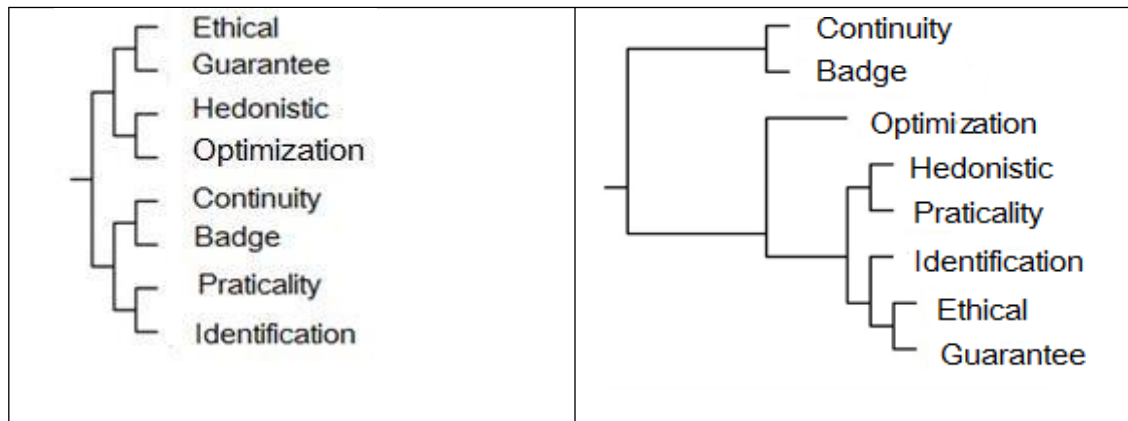 Ethical
Guarantee
Hedonistic
Optimization
Continuity
Badge
Praticality
Identification
Continuity
Badge
Optimization
Hedonistic
Praticality
Identification
Ethical
Guarantee